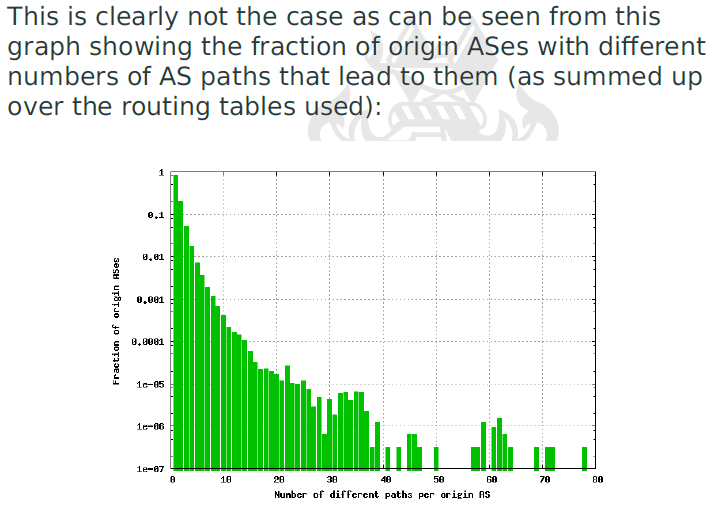 This is clearly not the case as can be seen from this
graph showing the fraction of origin ASes with different
numbers of AS paths that lead to them (as summed up
over the routing tables used):
1
0.1
0.01
0.001
0.0001
1e-05
1e-06
1e-07
Fraction of origin ASes
0 10 20 30 40 50 60 70 80
Number of different paths per origin AS